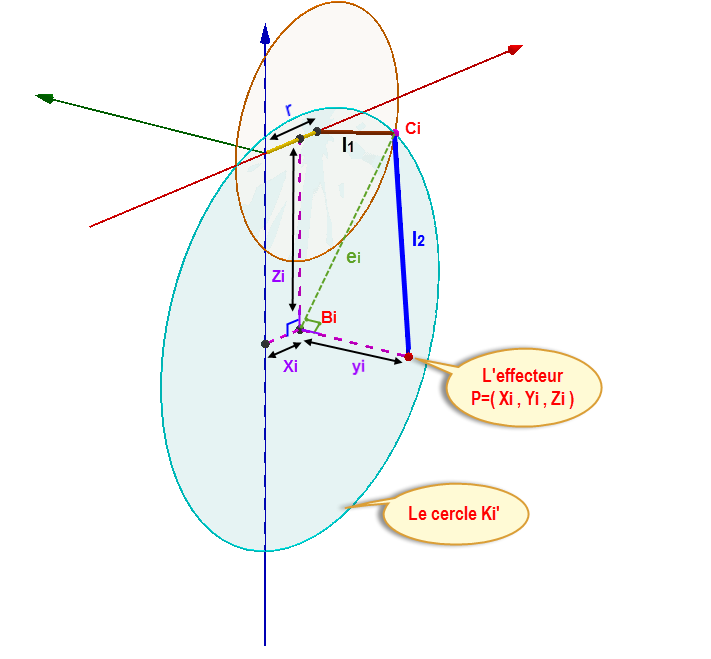 r
Ci
l1
l2
ei
Zi
Bi
Xi
yi
L'effecteur
P=( Xi , Yi , Zi )
Le cercle Ki'